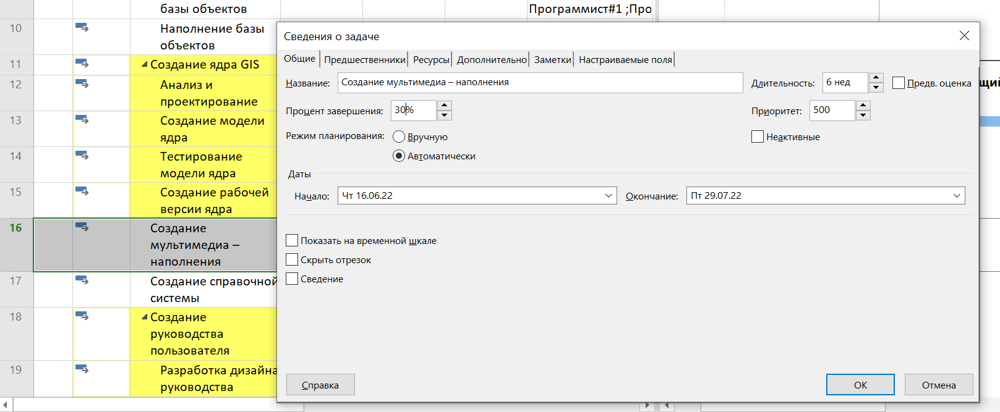 базы объектов
Программист#1 ;Про
10
Наполнение базы
объектов
11
Создание ядра GIS
12
Анализ и
проектирование
13
Создание модели
ядра
14
Тестирование
модели ядра
15
Создание рабочей
версии ядра
16
Создание
мультимедиа –
наполнения
17
Создание справочной
системы
18
Создание
руководства
пользователя
19
Разработка дизайна
руководства
Сведения о задаче
Общие Предшественники Ресурсы Дополнительно Заметки Настраиваемые поля
Название: Создание мультимедиа – наполнения Длительность: 6 нед Предв. оценка
Процент завершения: 30% Приоритет: 500
Режим планирования: Вручную Неактивные
Автоматически
Даты
Начало: Чт 16.06.22 Окончание: Пт 29.07.22
Показать на временной шкале
Скрыть отрезок
Сведение
Справка ОК Отмена
щий